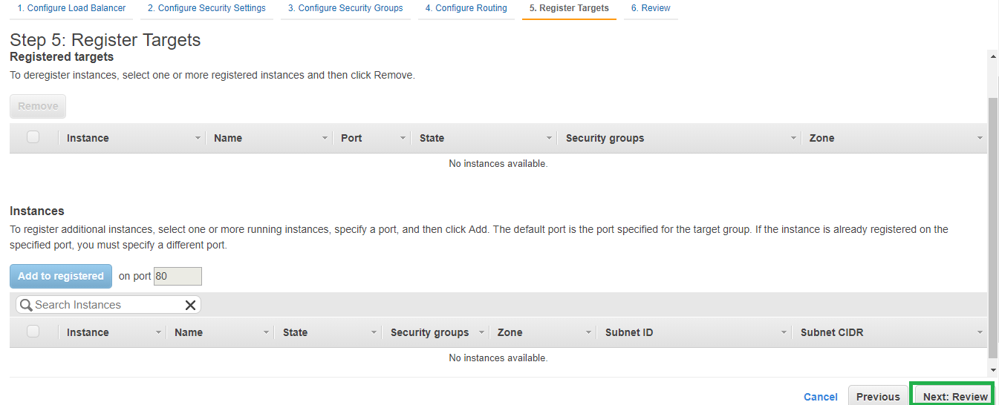 1. Configure Load Balancer 2. Configure Security Settings 3. Configure Security Groups 4. Configure Routing 5. Register Targets 6. Review
Step 5: Register Targets
Registered targets
To deregister instances, select one or more registered instances and then click Remove.
Remove
Instance Name Port State Security groups Zone
No instances available.
Instances
To register additional instances, select one or more running instances, specify a port, and then click Add. The default port is the port specified for the target group. If the instance is already registered on the
specified port, you must specify a different port.
Add to registered on port 80
Search Instances
Instance Name State Security groups Zone Subnet ID Subnet CIDR
No instances available.
Cancel Previous Next: Review